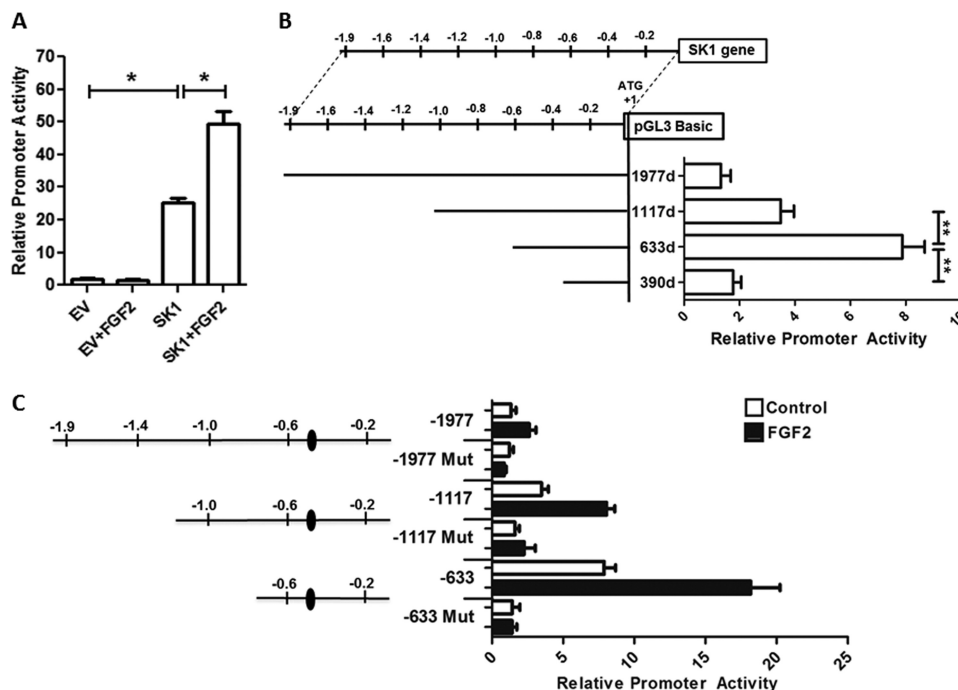 A
Relative Promoter Activity
70
60
50
40
30
20
10
0
* *
EV
EV+FGF2
SK1
SK1+FGF2
B
-1.9 -1.6 -1.4 -1.2 -1.0 -0.8 -0.6 -0.4 -0.2
SK1 gene
ATG
+1
-1.9 -1.6 -1.4 -1.2 -1.0 -0.8 -0.6 -0.4 -0.2
pGL3 Basic
1977d
1117d
633d
390d
**
**
0 2 4 6 8 10
Relative Promoter Activity
C
-1.9 -1.4 -1.0 -0.6 -0.2
-1.0 -0.6 -0.2
-0.6 -0.2
-1977
-1977 Mut
-1117
-1117 Mut
-633
-633 Mut
Control
FGF2
0 5 10 15 20 25
Relative Promoter Activity